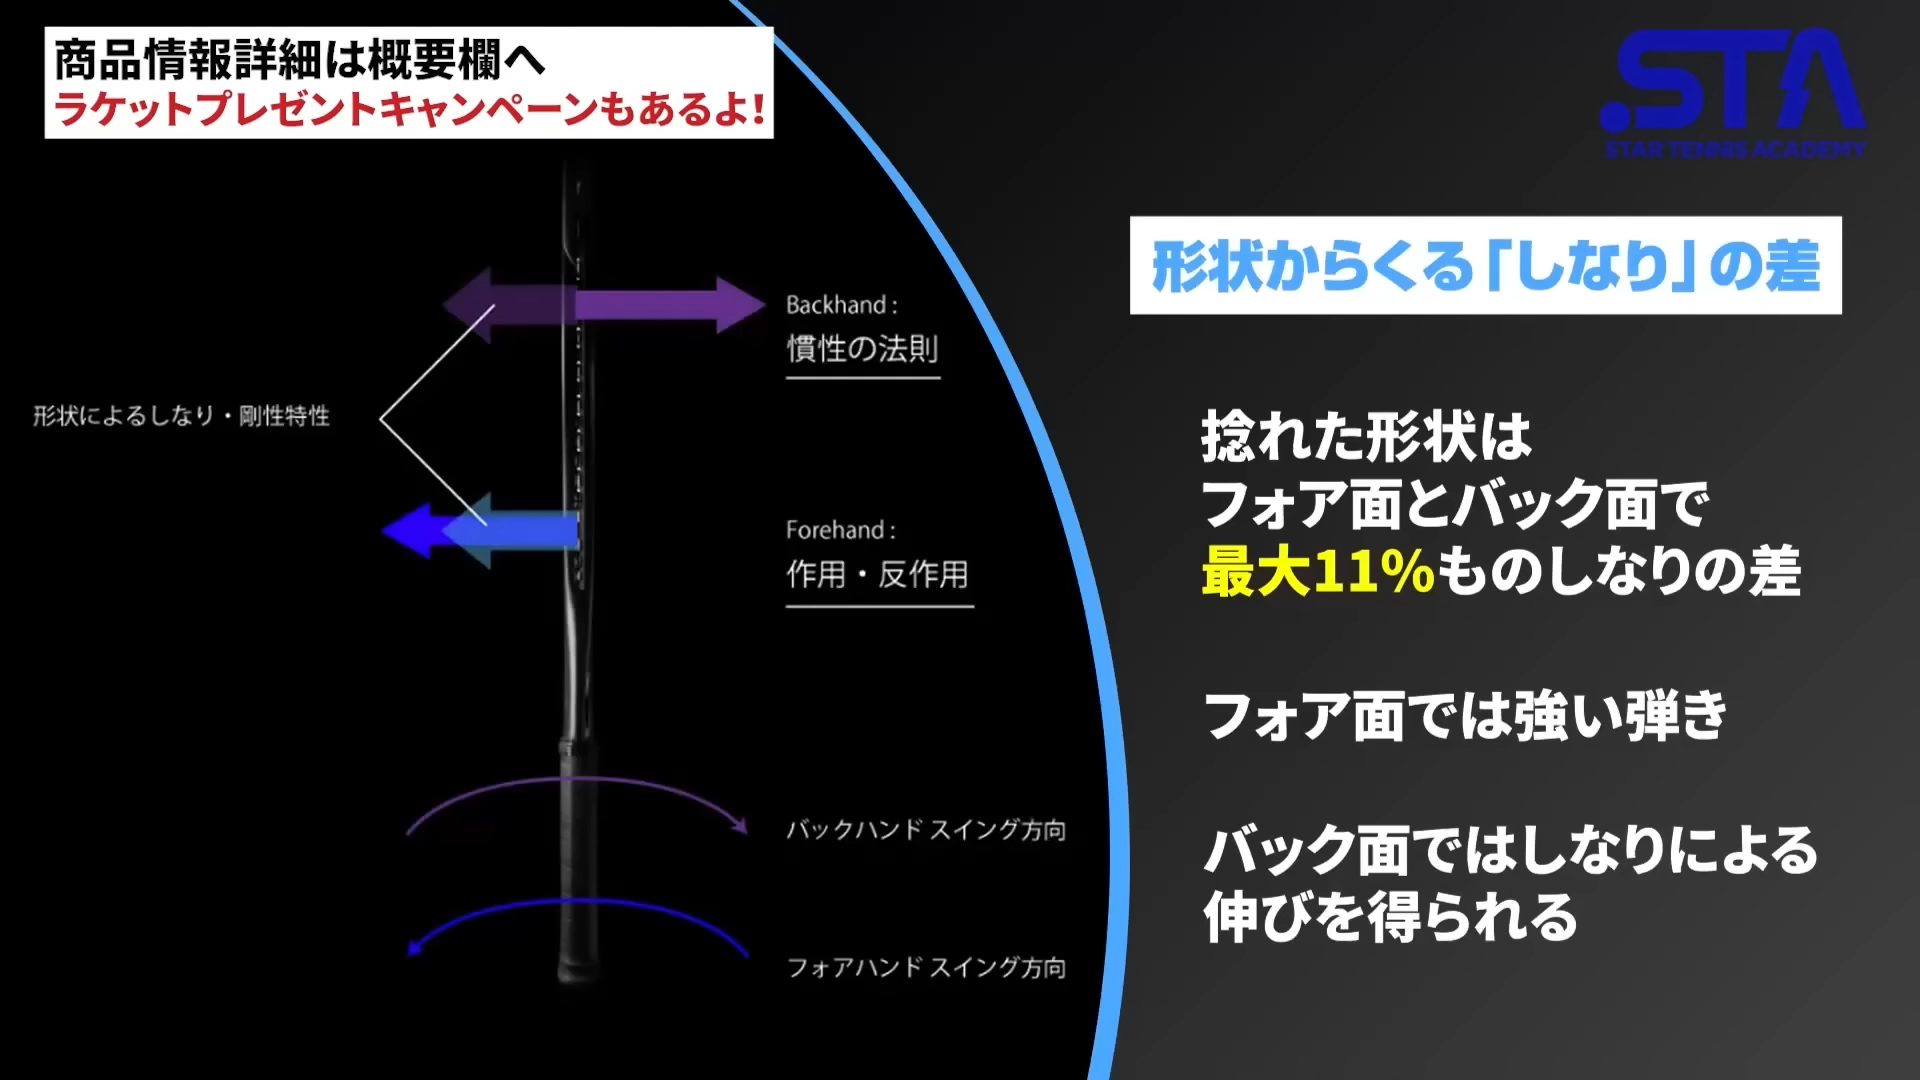 商品情報詳細は概要欄へ
ラケットプレゼントキャンペーンもあるよ!
.STA
STAR TENNIS ACADEMY
形状からくる「しなり」の差
Backhand :
慣性の法則
形状によるしなり・剛性特性
Forehand :
作用・反作用
バックハンド スイング方向
フォアハンド スイング方向
捻れた形状は
フォア面とバック面で
最大11%ものしなりの差
フォア面では強い弾き
バック面ではしなりによる
伸びを得られる